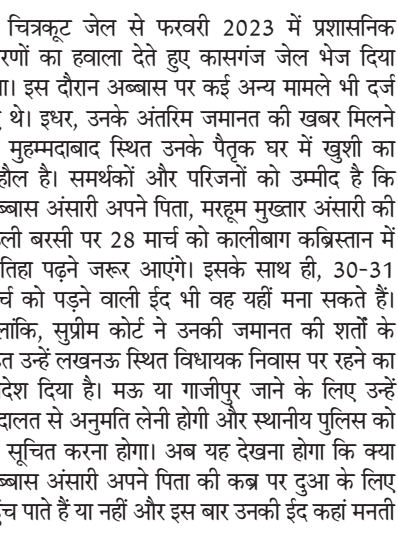 चित्रकूट जेल से फरवरी 2023 में प्रशासनिक
रणों का हवाला देते हुए कासगंज जेल भेज दिया
ा। इस दौरान अब्बास पर कई अन्य मामले भी दर्ज
थे। इधर, उनके अंतरिम जमानत की खबर मिलने
मुहम्मदाबाद स्थित उनके पैतृक घर में खुशी का
हौल है। समर्थकों और परिजनों को उम्मीद है कि
ब्बास अंसारी अपने पिता, मरहूम मुख्तार अंसारी की
ली बरसी पर 28 मार्च को कालीबाग कब्रिस्तान में
तिहा पढ़ने जरूर आएंगे। इसके साथ ही, 30-31
र्च को पड़ने वाली ईद भी वह यहीं मना सकते हैं।
लांकि, सुप्रीम कोर्ट ने उनकी जमानत की शर्तों के
त उन्हें लखनऊ स्थित विधायक निवास पर रहने का
देश दिया है। मऊ या गाजीपुर जाने के लिए उन्हें
दालत से अनुमति लेनी होगी और स्थानीय पुलिस को
सूचित करना होगा। अब यह देखना होगा कि क्या
ब्बास अंसारी अपने पिता की कब्र पर दुआ के लिए
ुंच पाते हैं या नहीं और इस बार उनकी ईद कहां मनती